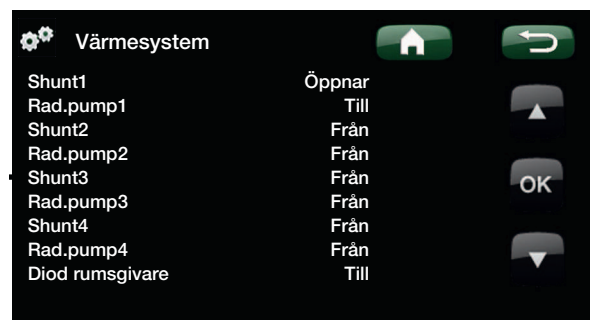 Värmesystem
Shunt1 Öppnar
Rad.pump1 Till
Shunt2 Från
Rad.pump2 Från
Shunt3 Från
OK
Rad.pump3 Från
Shunt4 Från
Rad.pump4 Från
Diod rumsgivare Till